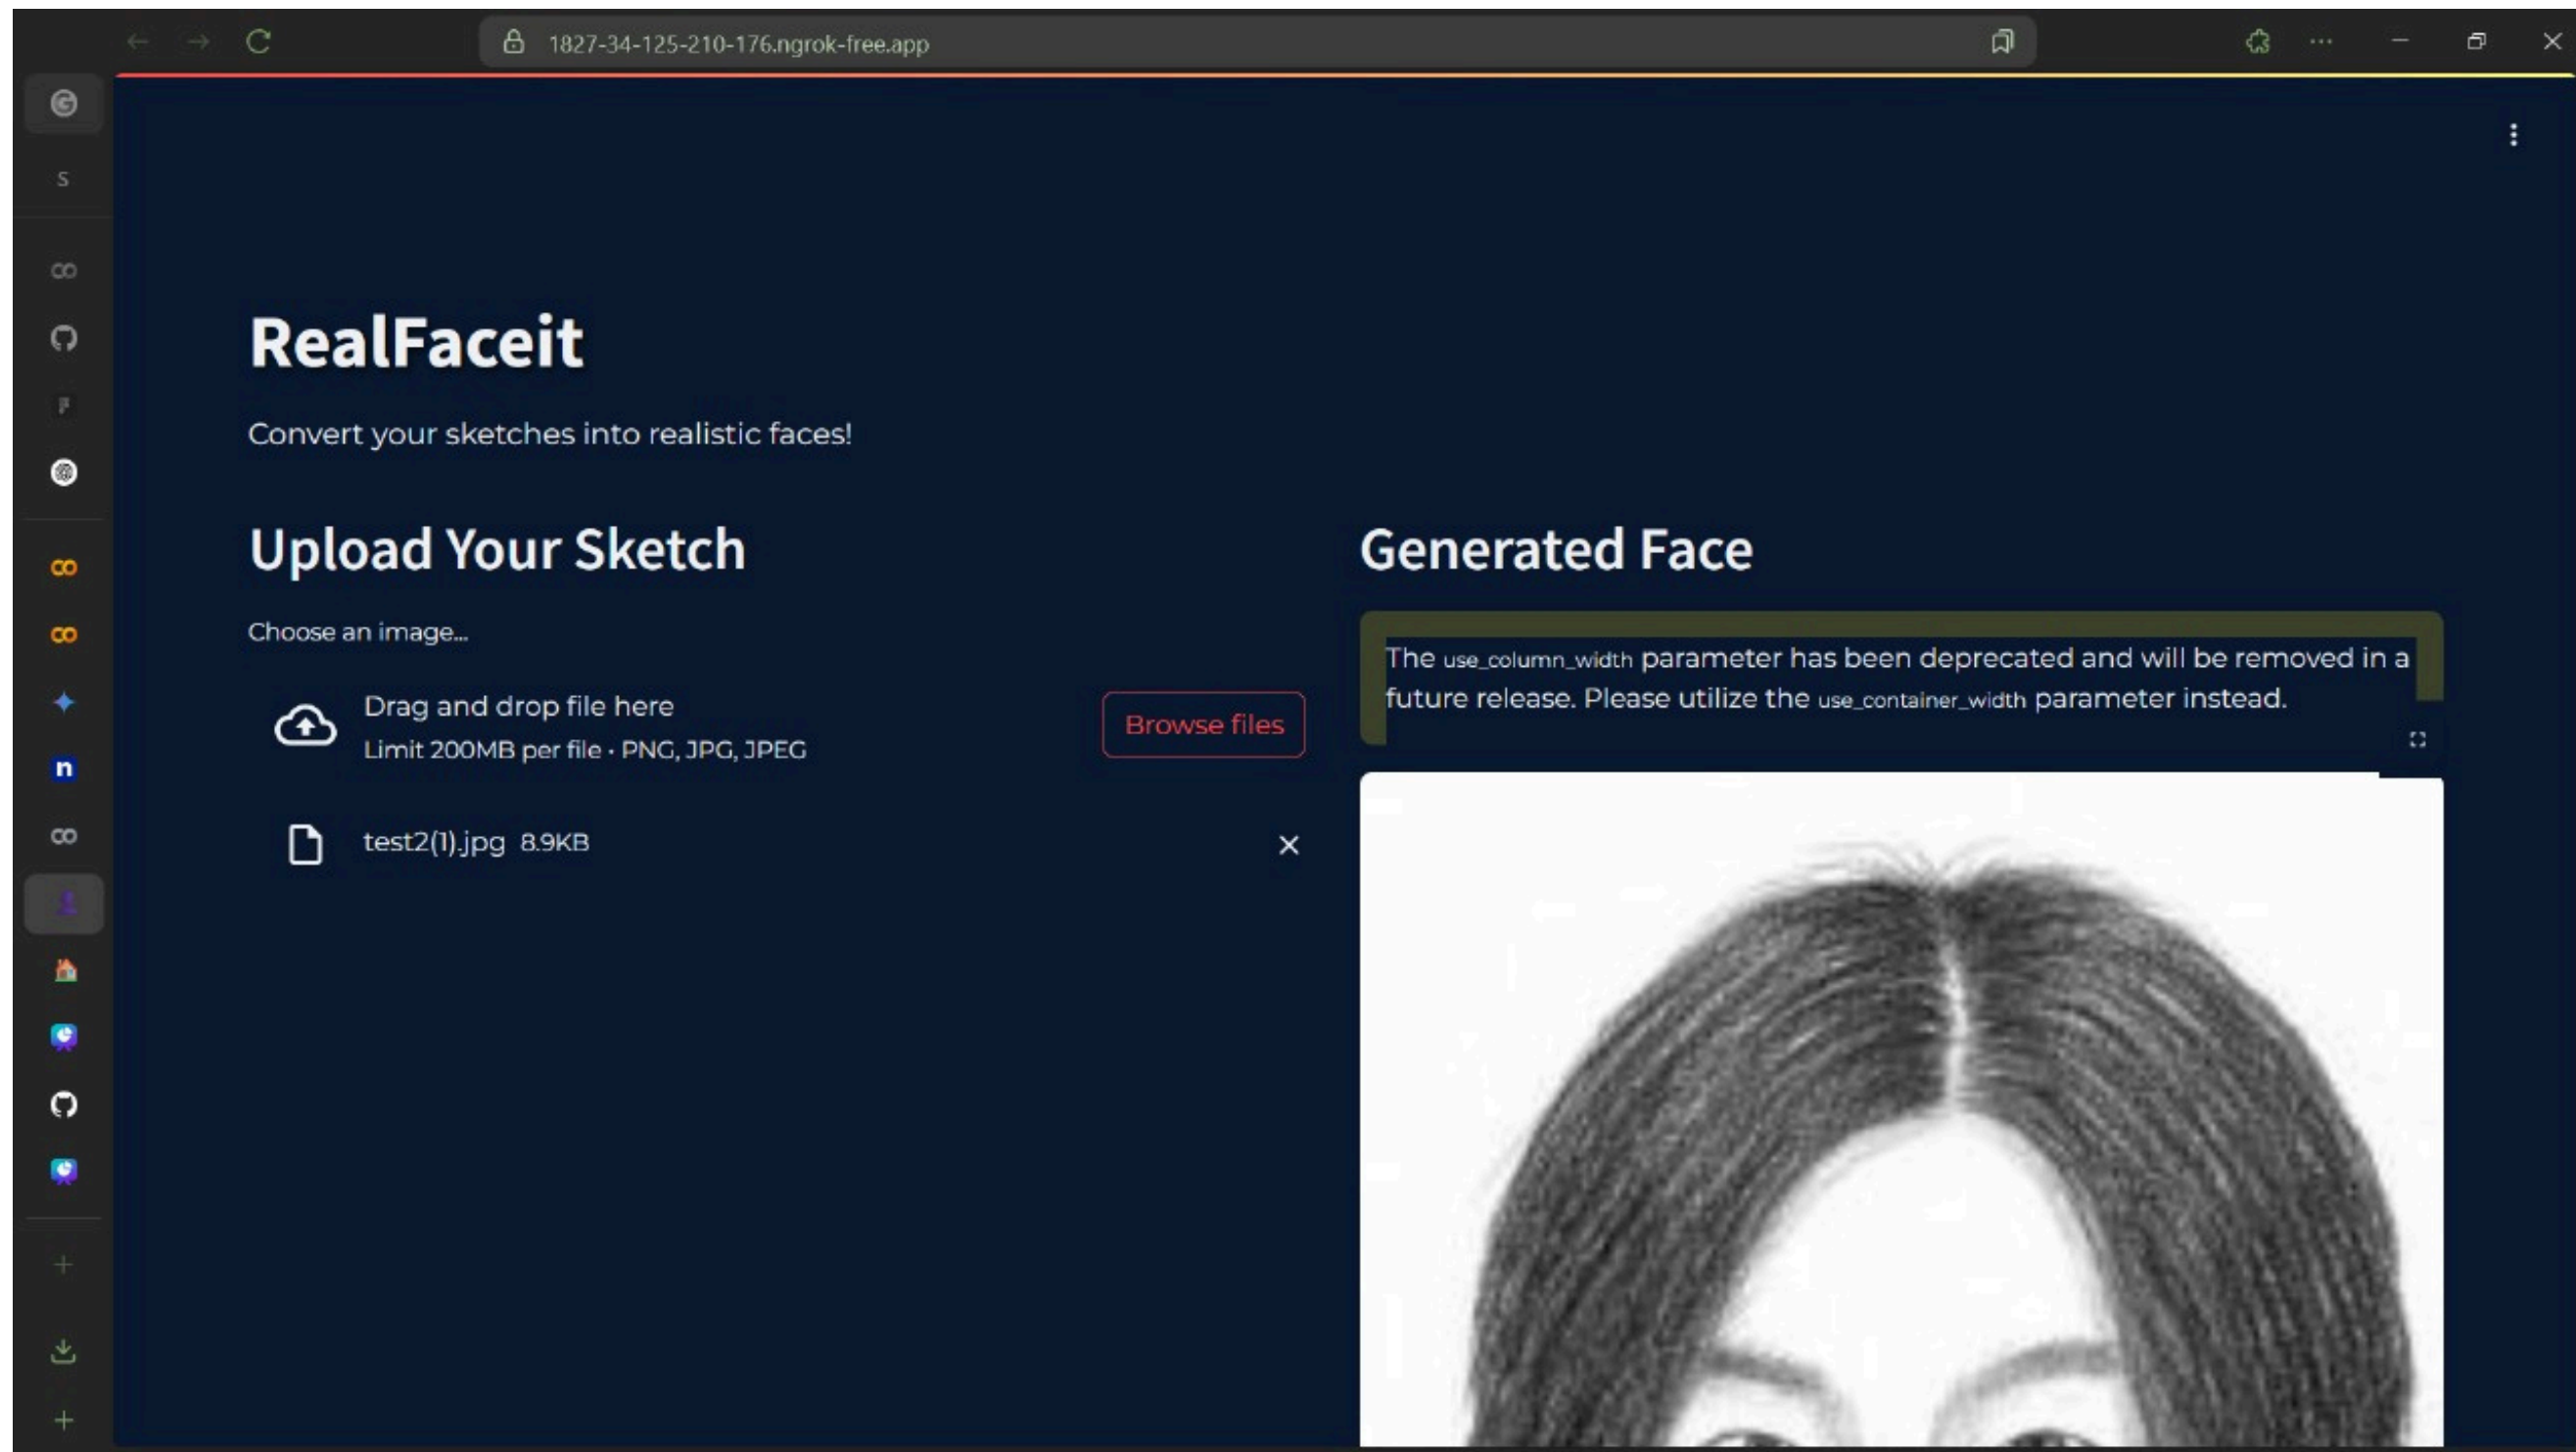 1827-34-125-210-176.ngrok-free.app
S
RealFaceit
Convert your sketches into realistic faces!
Upload Your Sketch
Choose an image...
Drag and drop file here
Limit 200MB per file • PNG, JPG, JPEG
Browse files
test2(1).jpg 8.9KB
Generated Face
The use_column_width parameter has been deprecated and will be removed in a
future release. Please utilize the use_container_width parameter instead.
n